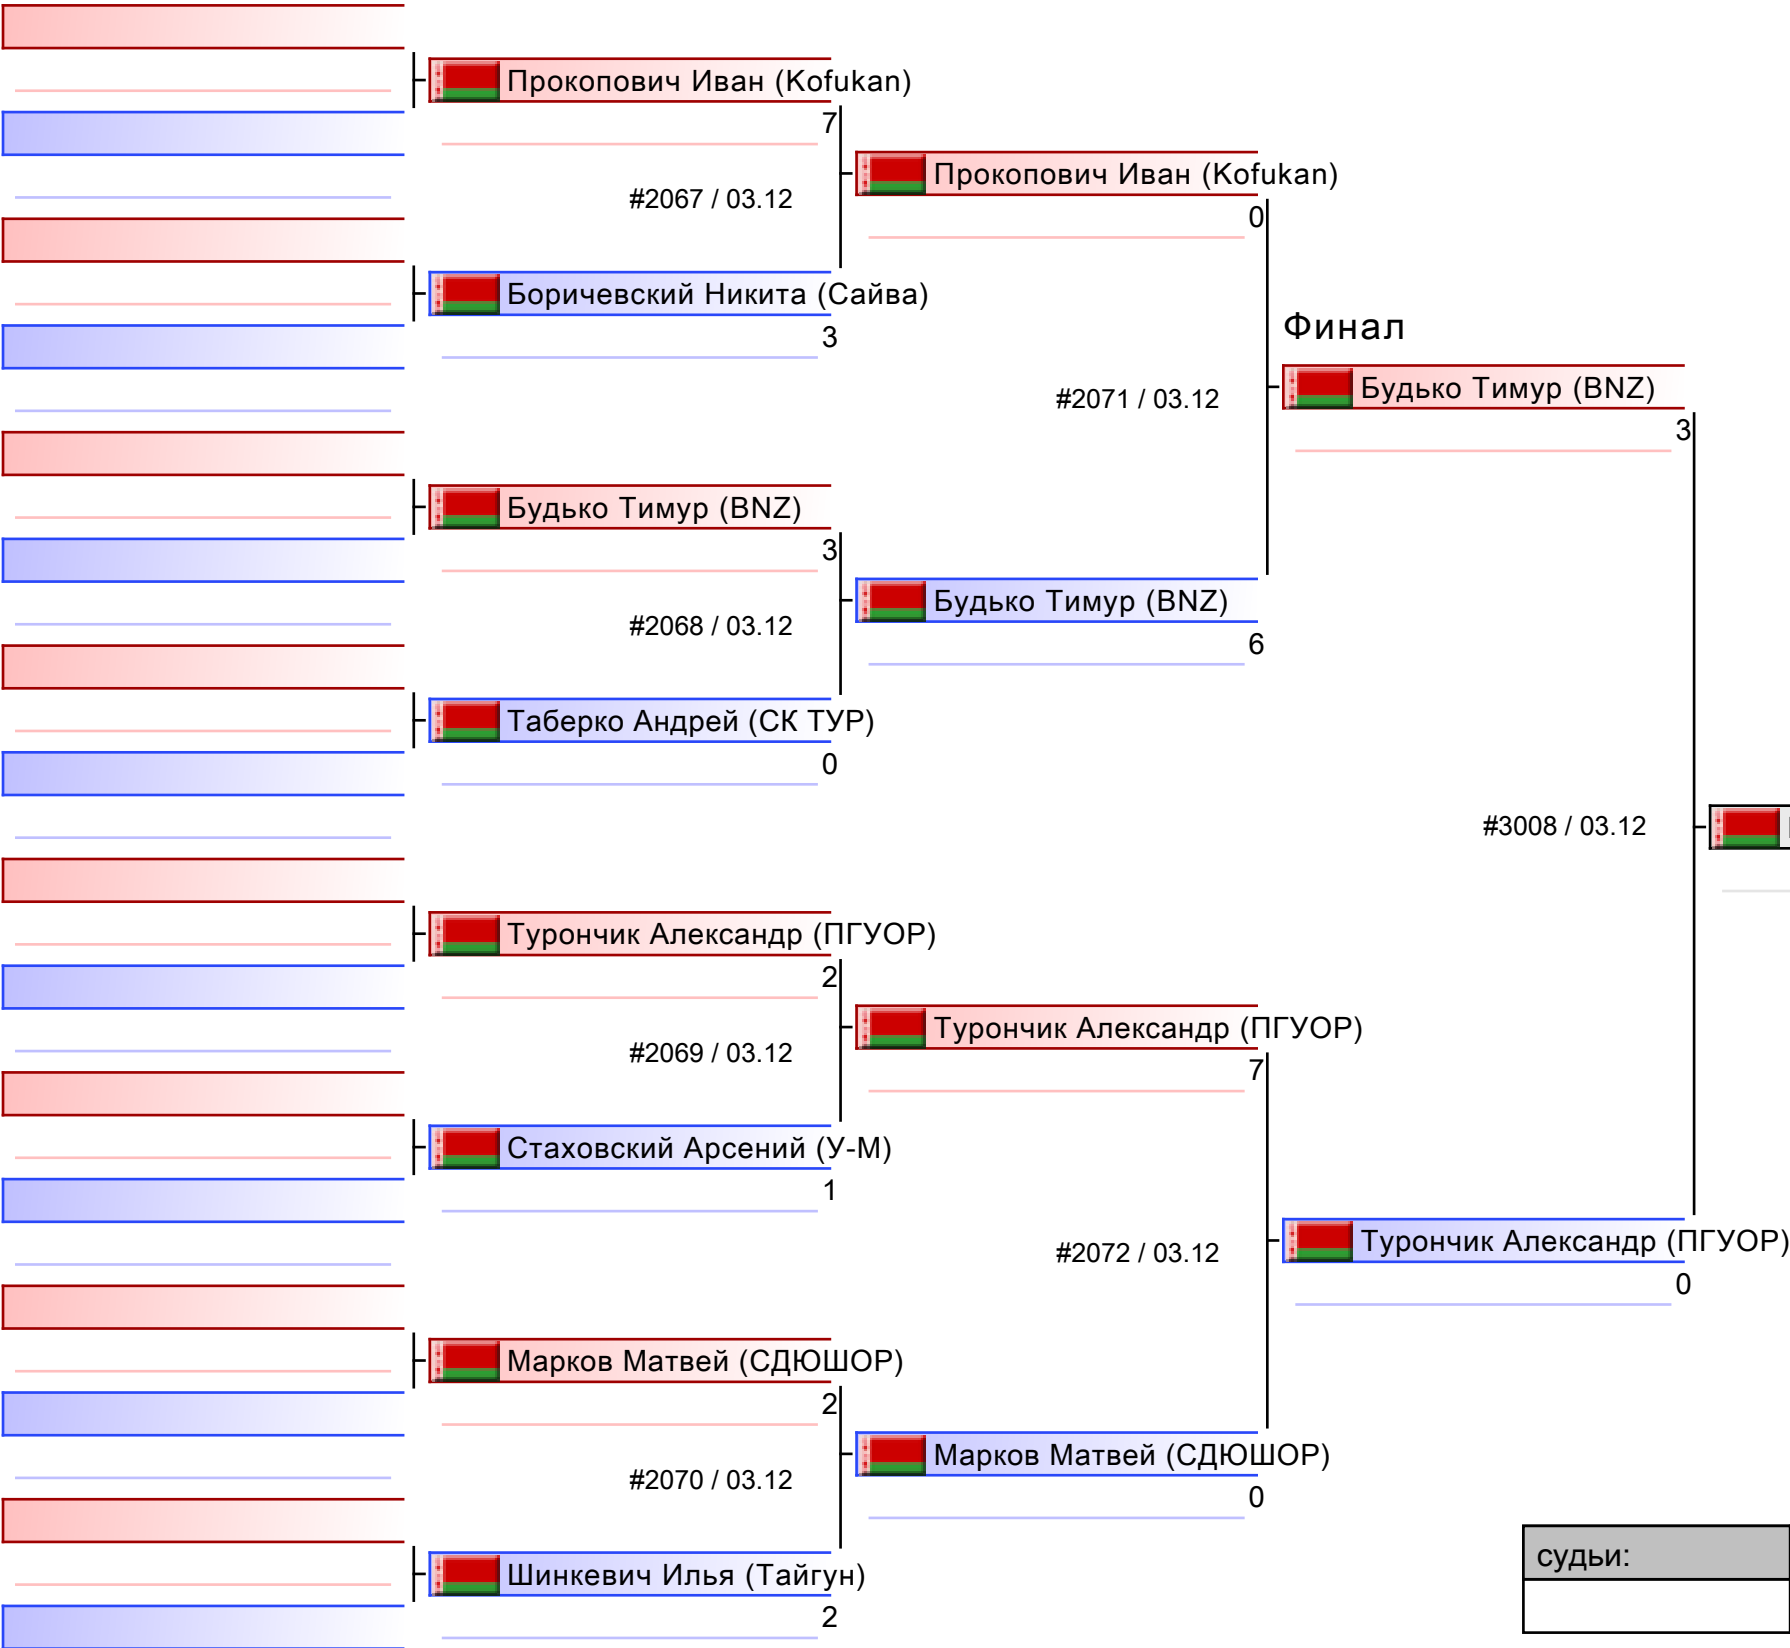 Прокопович Иван (Kofukan)
7
#2067 / 03.12
Боричевский Никита (Сайва)
3
Будько Тимур (BNZ)
3
#2068 / 03.12
Таберко Андрей (СК ТУР)
0
Турончик Александр (ПГУОР)
2
#2069 / 03.12
Стаховский Арсений (У-М)
1
Марков Матвей (СДЮШОР)
2
#2070 / 03.12
Шинкевич Илья (Тайгун)
2
Прокопович Иван (Kofukan)
0
#2071 / 03.12
Будько Тимур (BNZ)
6
Турончик Александр (ПГУОР)
7
#2072 / 03.12
Марков Матвей (СДЮШОР)
0
Финал
Будько Тимур (BNZ)
3
#3008 / 03.12
Турончик Александр (ПГУОР)
0
судьи: